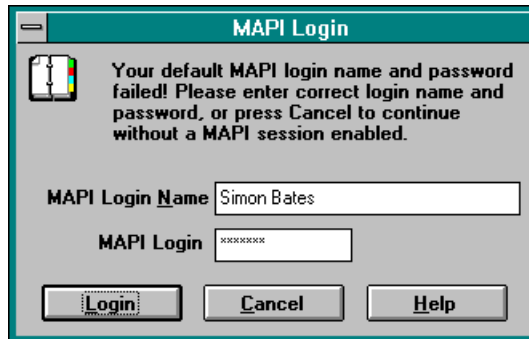 MAPI Login
Your default MAPI login name and password
failed! Please enter correct login name and
password, or press Cancel to continue
without a MAPI session enabled.
MAPI Login Name Simon Bates
MAPI Login *******
Login Cancel Help